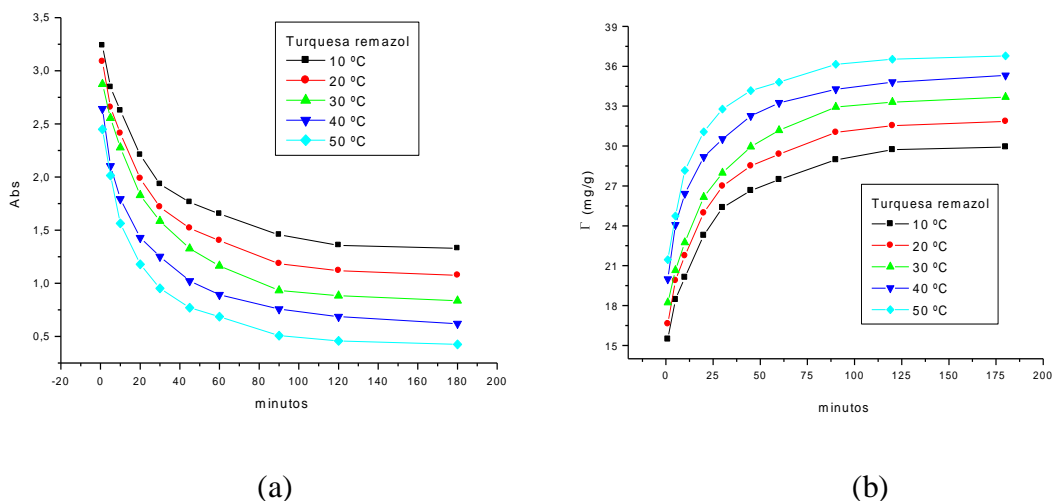 3,5
3,0
2,5
2,0
1,5
1,0
0,5
-20 0 20 40 60 80 100 120 140 160 180 200
Abs
minutos
Turquesa remazol
10 ºC
20 ºC
30 ºC
40 ºC
50 ºC
(a)
39
36
33
30
27
24
21
18
15
0 25 50 75 100 125 150 175 200
Γ (mg/g)
minutos
Turquesa remazol
10 ºC
20 ºC
30 ºC
40 ºC
50 ºC
(b)